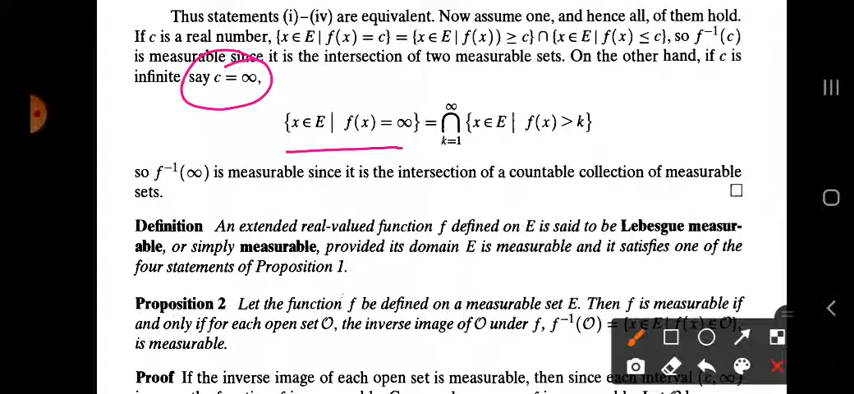 Thus statements (i)–(iv) are equivalent. Now assume one, and hence all, of them hold.
If c is a real number, {x ∈ E | f(x) = c} = {x ∈ E | f(x)) ≥ c} ∩ {x ∈ E | f(x) ≤ c}, so f⁻¹(c)
is measurable since it is the intersection of two measurable sets. On the other hand, if c is
infinite, say c = ∞,
{x ∈ E | f(x) = ∞} = ⋂_{k=1}^{∞} {x ∈ E | f(x) > k}
so f⁻¹(∞) is measurable since it is the intersection of a countable collection of measurable
sets. □
Definition An extended real-valued function f defined on E is said to be Lebesgue measur-
able, or simply measurable, provided its domain E is measurable and it satisfies one of the
four statements of Proposition 1.
Proposition 2 Let the function f be defined on a measurable set E. Then f is measurable if
and only if for each open set O, the inverse image of O under f, f⁻¹(O) = {x ∈ E | f(x) ∈ O},
is measurable.
Proof If the inverse image of each open set is measurable, then since each interval (c, ∞)